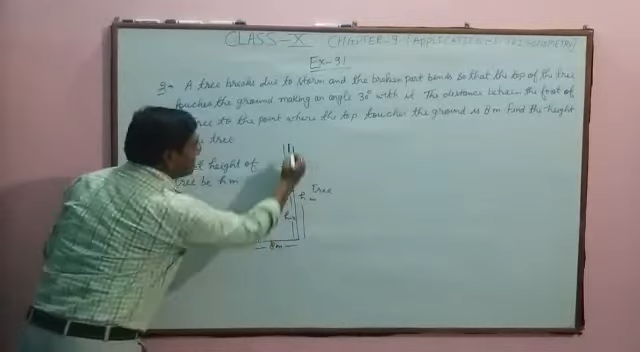 CLASS-X CHAPTER-9 (APPLICATION OF TRIGONOMETRY)
Ex-9.1
A tree breaks due to storm and the broken part bends so that the top of the tree
touches the ground making an angle 30° with it. The distance between the foot of
tree to the point where the top touches the ground is 8m. Find the height
tree
height of
tree be hm
tree
h m
h
8m